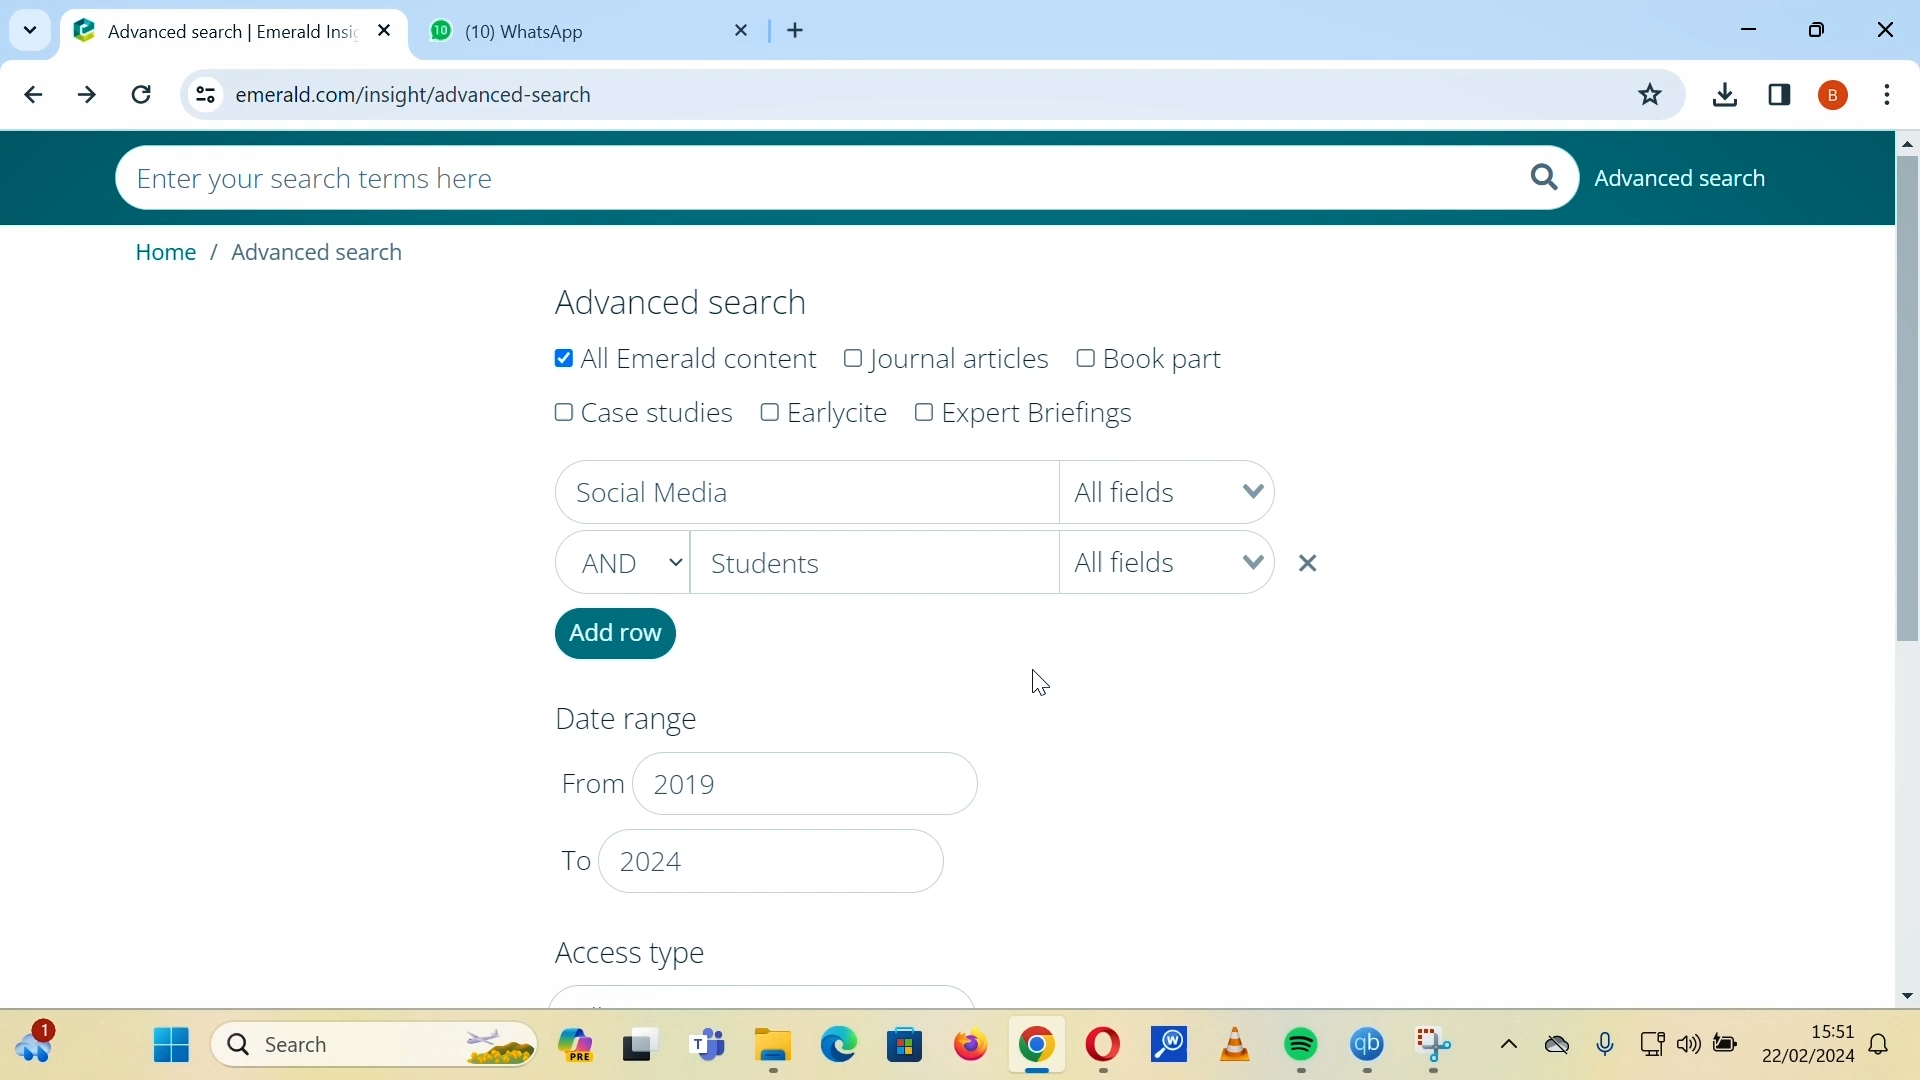 Advanced search | Emerald Insi
(10) WhatsApp
emerald.com/insight/advanced-search
B
Enter your search terms here
Advanced search
Home / Advanced search
Advanced search
All Emerald content Journal articles Book part
Case studies Earlycite Expert Briefings
Social Media All fields
AND Students All fields
Add row
Date range
From 2019
To 2024
Access type
1 Search PRE T W qb 15:51
22/02/2024